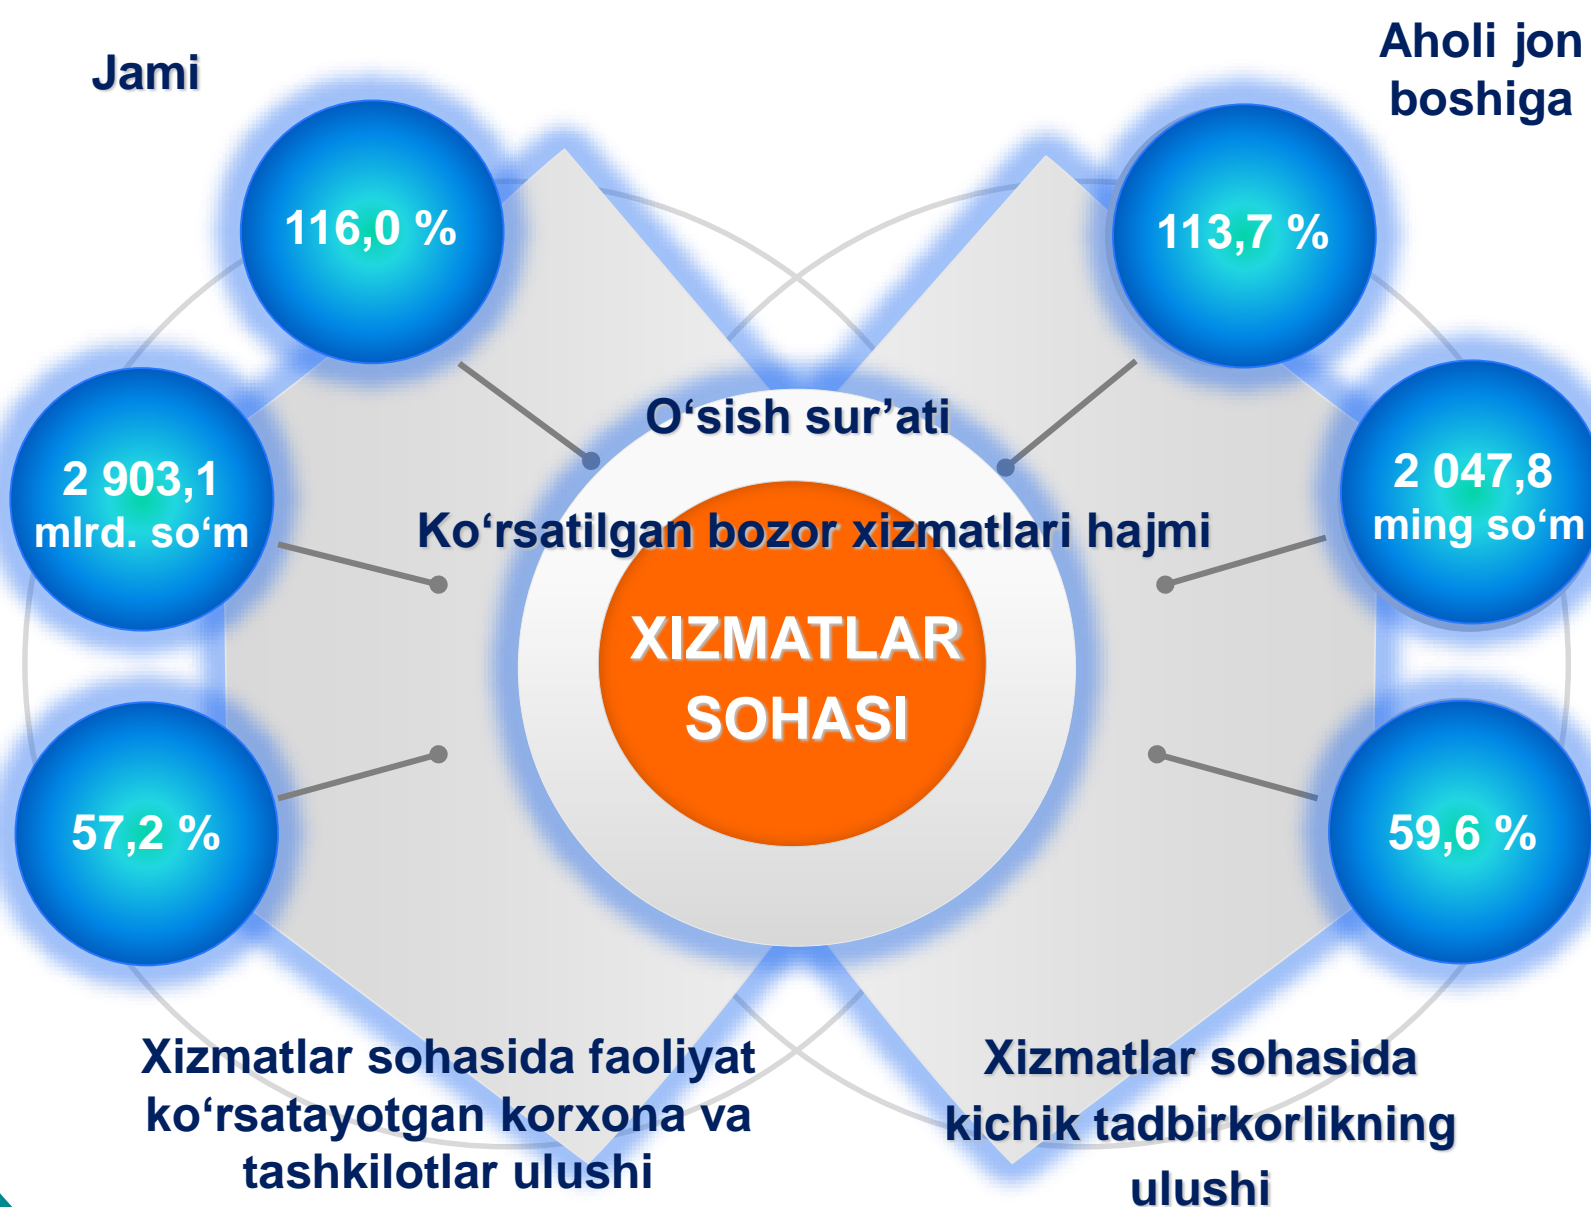 Jami
Aholi jon
boshiga
116,0 %
113,7 %
O‘sish sur’ati
2 903,1
mlrd. so‘m
2 047,8
ming so‘m
Ko‘rsatilgan bozor xizmatlari hajmi
XIZMATLAR
SOHASI
57,2 %
59,6 %
Xizmatlar sohasida faoliyat
ko‘rsatayotgan korxona va
tashkilotlar ulushi
Xizmatlar sohasida
kichik tadbirkorlikning
ulushi